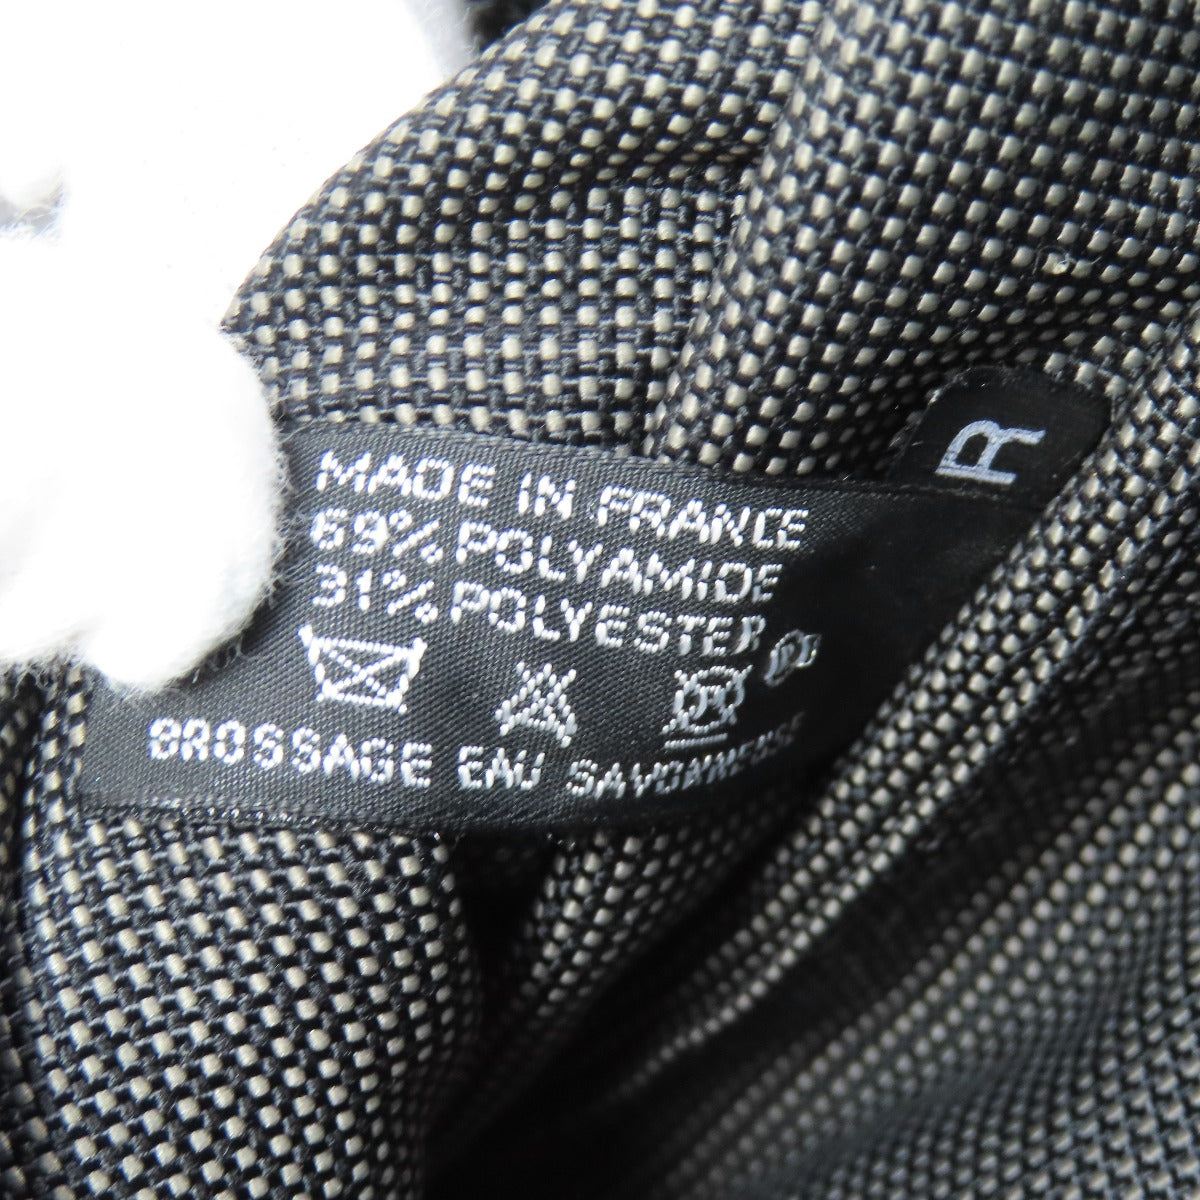 MADE IN FRANCE
69% POLYAMIDE
31% POLYESTER
BROSSAGE EAU SAVONNEUSE
R